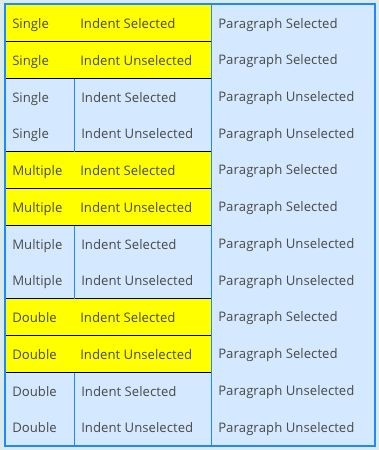 Single Indent Selected Paragraph Selected
Single Indent Unselected Paragraph Selected
Single Indent Selected Paragraph Unselected
Single Indent Unselected Paragraph Unselected
Multiple Indent Selected Paragraph Selected
Multiple Indent Unselected Paragraph Selected
Multiple Indent Selected Paragraph Unselected
Multiple Indent Unselected Paragraph Unselected
Double Indent Selected Paragraph Selected
Double Indent Unselected Paragraph Selected
Double Indent Selected Paragraph Unselected
Double Indent Unselected Paragraph Unselected